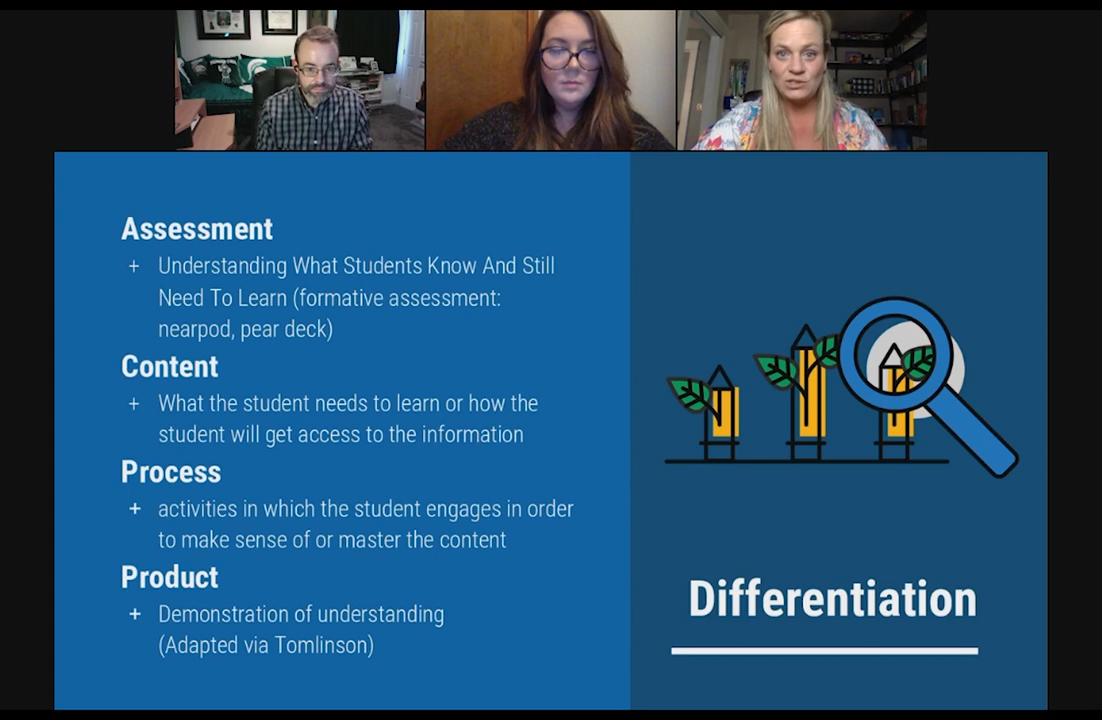 Assessment
+ Understanding What Students Know And Still
Need To Learn (formative assessment:
nearpod, pear deck)
Content
+ What the student needs to learn or how the
student will get access to the information
Process
+ activities in which the student engages in order
to make sense of or master the content
Product
+ Demonstration of understanding
(Adapted via Tomlinson)
Differentiation